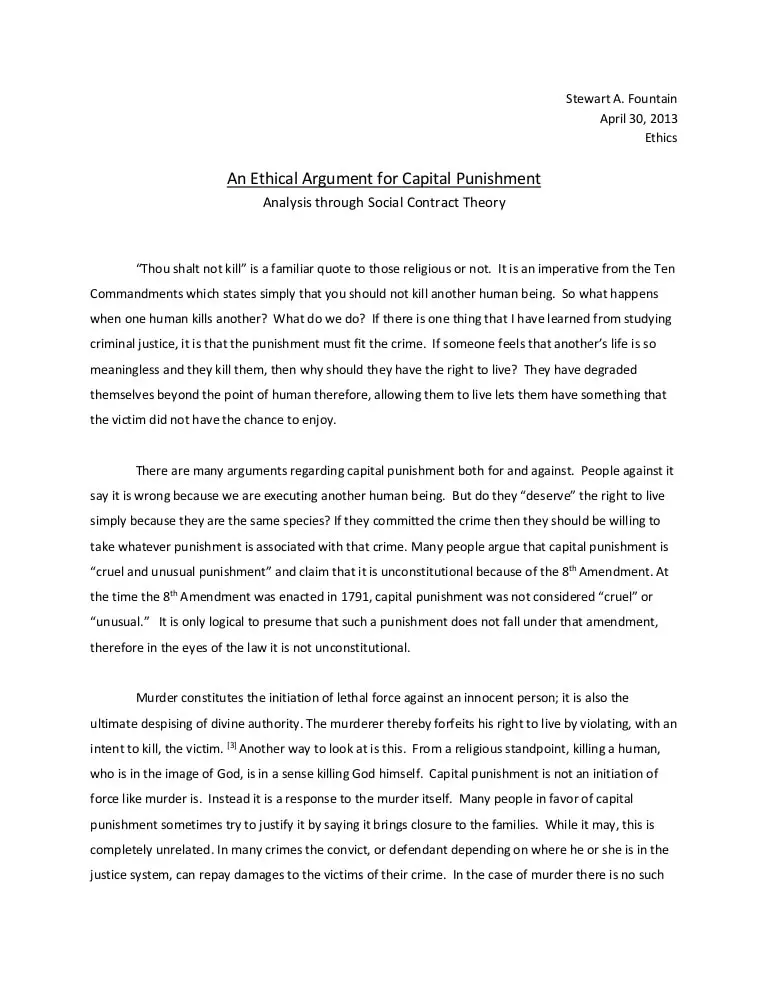 Stewart A. Fountain
April 30, 2013
Ethics
An Ethical Argument for Capital Punishment
Analysis through Social Contract Theory
“Thou shalt not kill” is a familiar quote to those religious or not.  It is an imperative from the Ten
Commandments which states simply that you should not kill another human being.  So what happens
when one human kills another?  What do we do?  If there is one thing that I have learned from studying
criminal justice, it is that the punishment must fit the crime.  If someone feels that another’s life is so
meaningless and they kill them, then why should they have the right to live?  They have degraded
themselves beyond the point of human therefore, allowing them to live lets them have something that
the victim did not have the chance to enjoy.
There are many arguments regarding capital punishment both for and against.  People against it
say it is wrong because we are executing another human being.  But do they “deserve” the right to live
simply because they are the same species? If they committed the crime then they should be willing to
take whatever punishment is associated with that crime. Many people argue that capital punishment is
“cruel and unusual punishment” and claim that it is unconstitutional because of the 8th Amendment. At
the time the 8th Amendment was enacted in 1791, capital punishment was not considered “cruel” or
“unusual.”  It is only logical to presume that such a punishment does not fall under that amendment,
therefore in the eyes of the law it is not unconstitutional.
Murder constitutes the initiation of lethal force against an innocent person; it is also the
ultimate despising of divine authority. The murderer thereby forfeits his right to live by violating, with an
intent to kill, the victim. [3] Another way to look at is this.  From a religious standpoint, killing a human,
who is in the image of God, is in a sense killing God himself.  Capital punishment is not an initiation of
force like murder is.  Instead it is a response to the murder itself.  Many people in favor of capital
punishment sometimes try to justify it by saying it brings closure to the families.  While it may, this is
completely unrelated. In many crimes the convict, or defendant depending on where he or she is in the
justice system, can repay damages to the victims of their crime.  In the case of murder there is no such